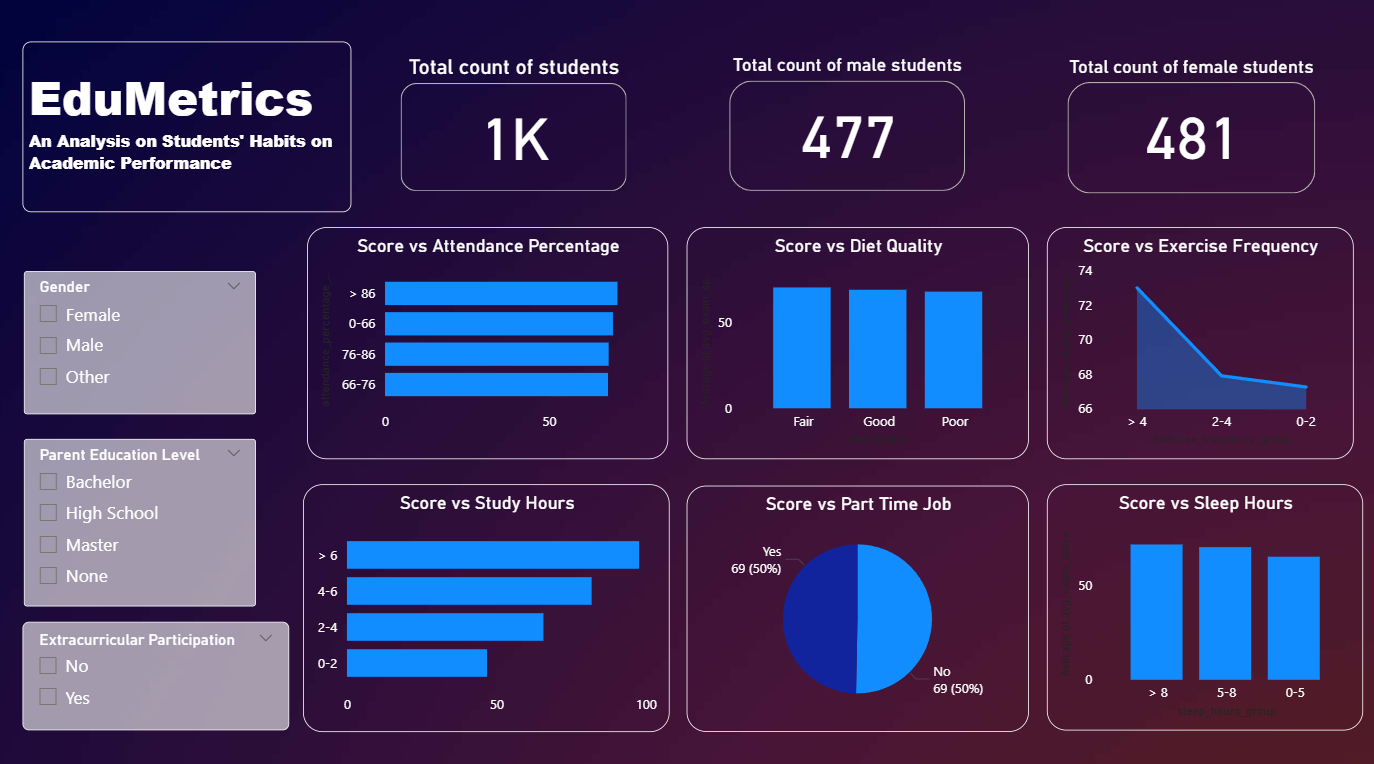 EduMetrics
An Analysis on Students' Habits on
Academic Performance
Total count of students
1K
Total count of male students
477
Total count of female students
481
Gender
Female
Male
Other
Parent Education Level
Bachelor
High School
Master
None
Extracurricular Participation
No
Yes
Score vs Attendance Percentage
> 86
0-66
76-86
66-76
0
50
Score vs Diet Quality
50
0
Fair
Good
Poor
Score vs Exercise Frequency
74
72
70
68
66
> 4
2-4
0-2
Score vs Study Hours
> 6
4-6
2-4
0-2
0
50
100
Score vs Part Time Job
Yes
69 (50%)
No
69 (50%)
Score vs Sleep Hours
50
0
> 8
5-8
0-5
sleep_hours_group